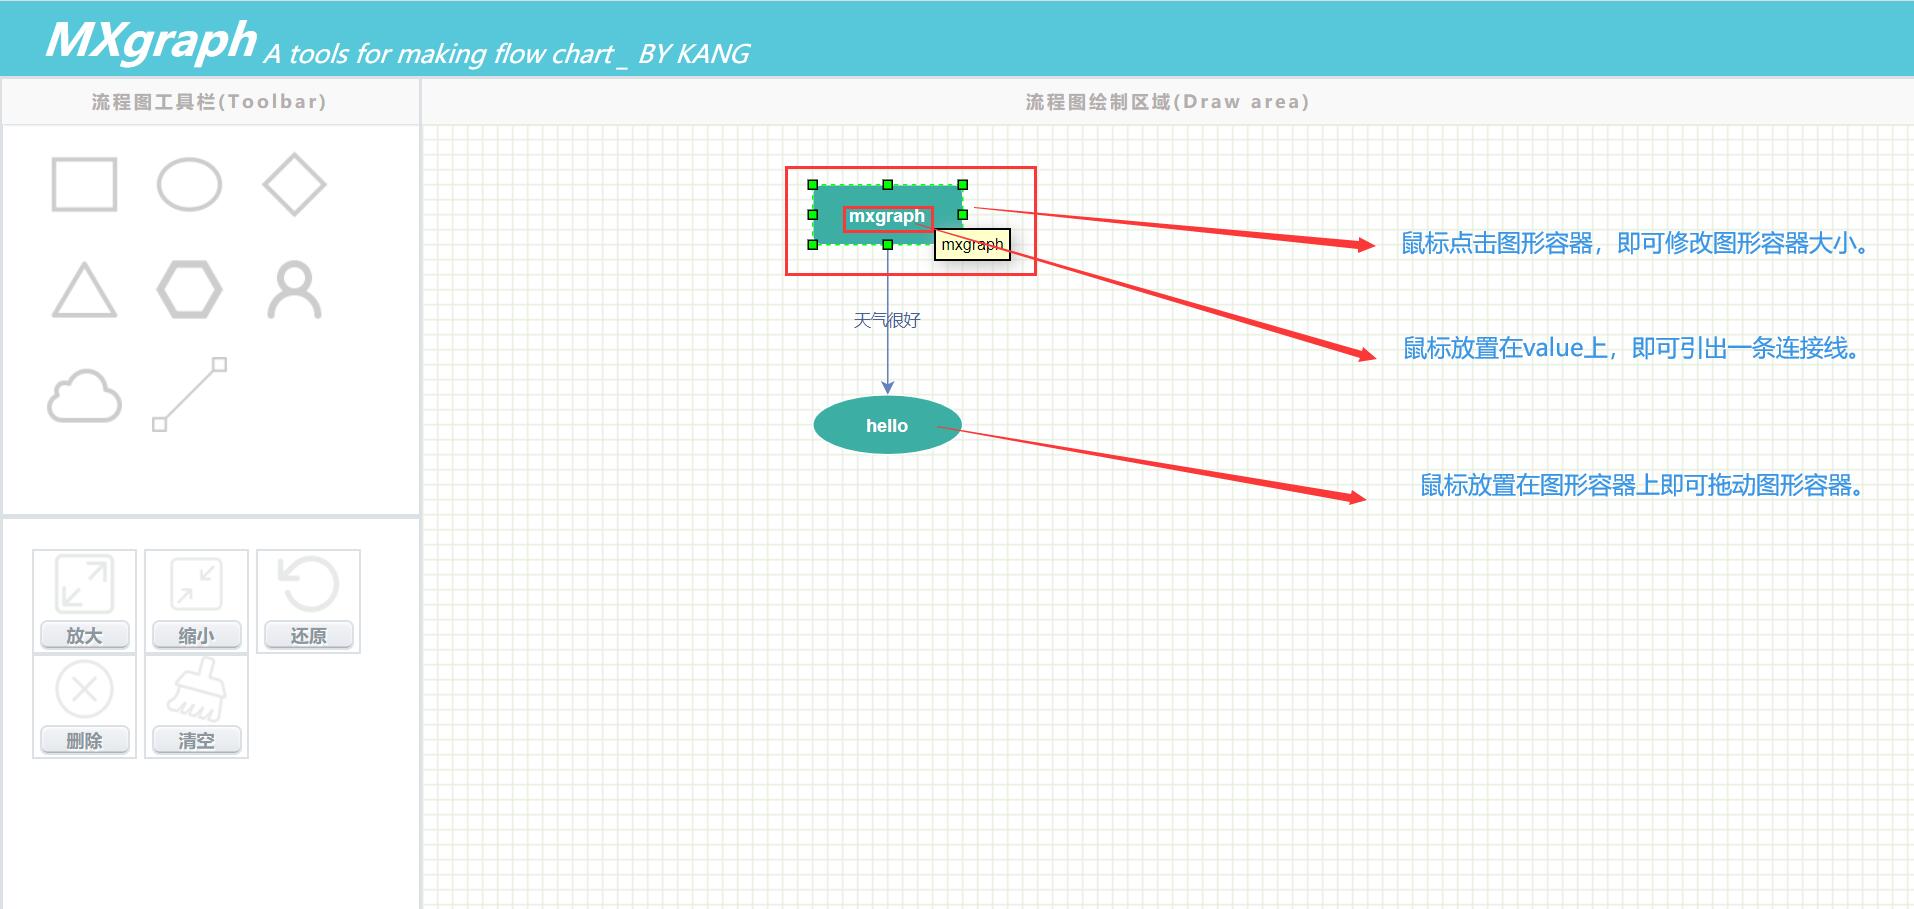 MXgraph A tools for making flow chart _ BY KANG
流程图工具栏(Toolbar)
流程图绘制区域(Draw area)
mxgraph
mxgraph
鼠标点击图形容器，即可修改图形容器大小。
天气很好
鼠标放置在value上，即可引出一条连接线。
hello
鼠标放置在图形容器上即可拖动图形容器。
放大
缩小
还原
删除
清空